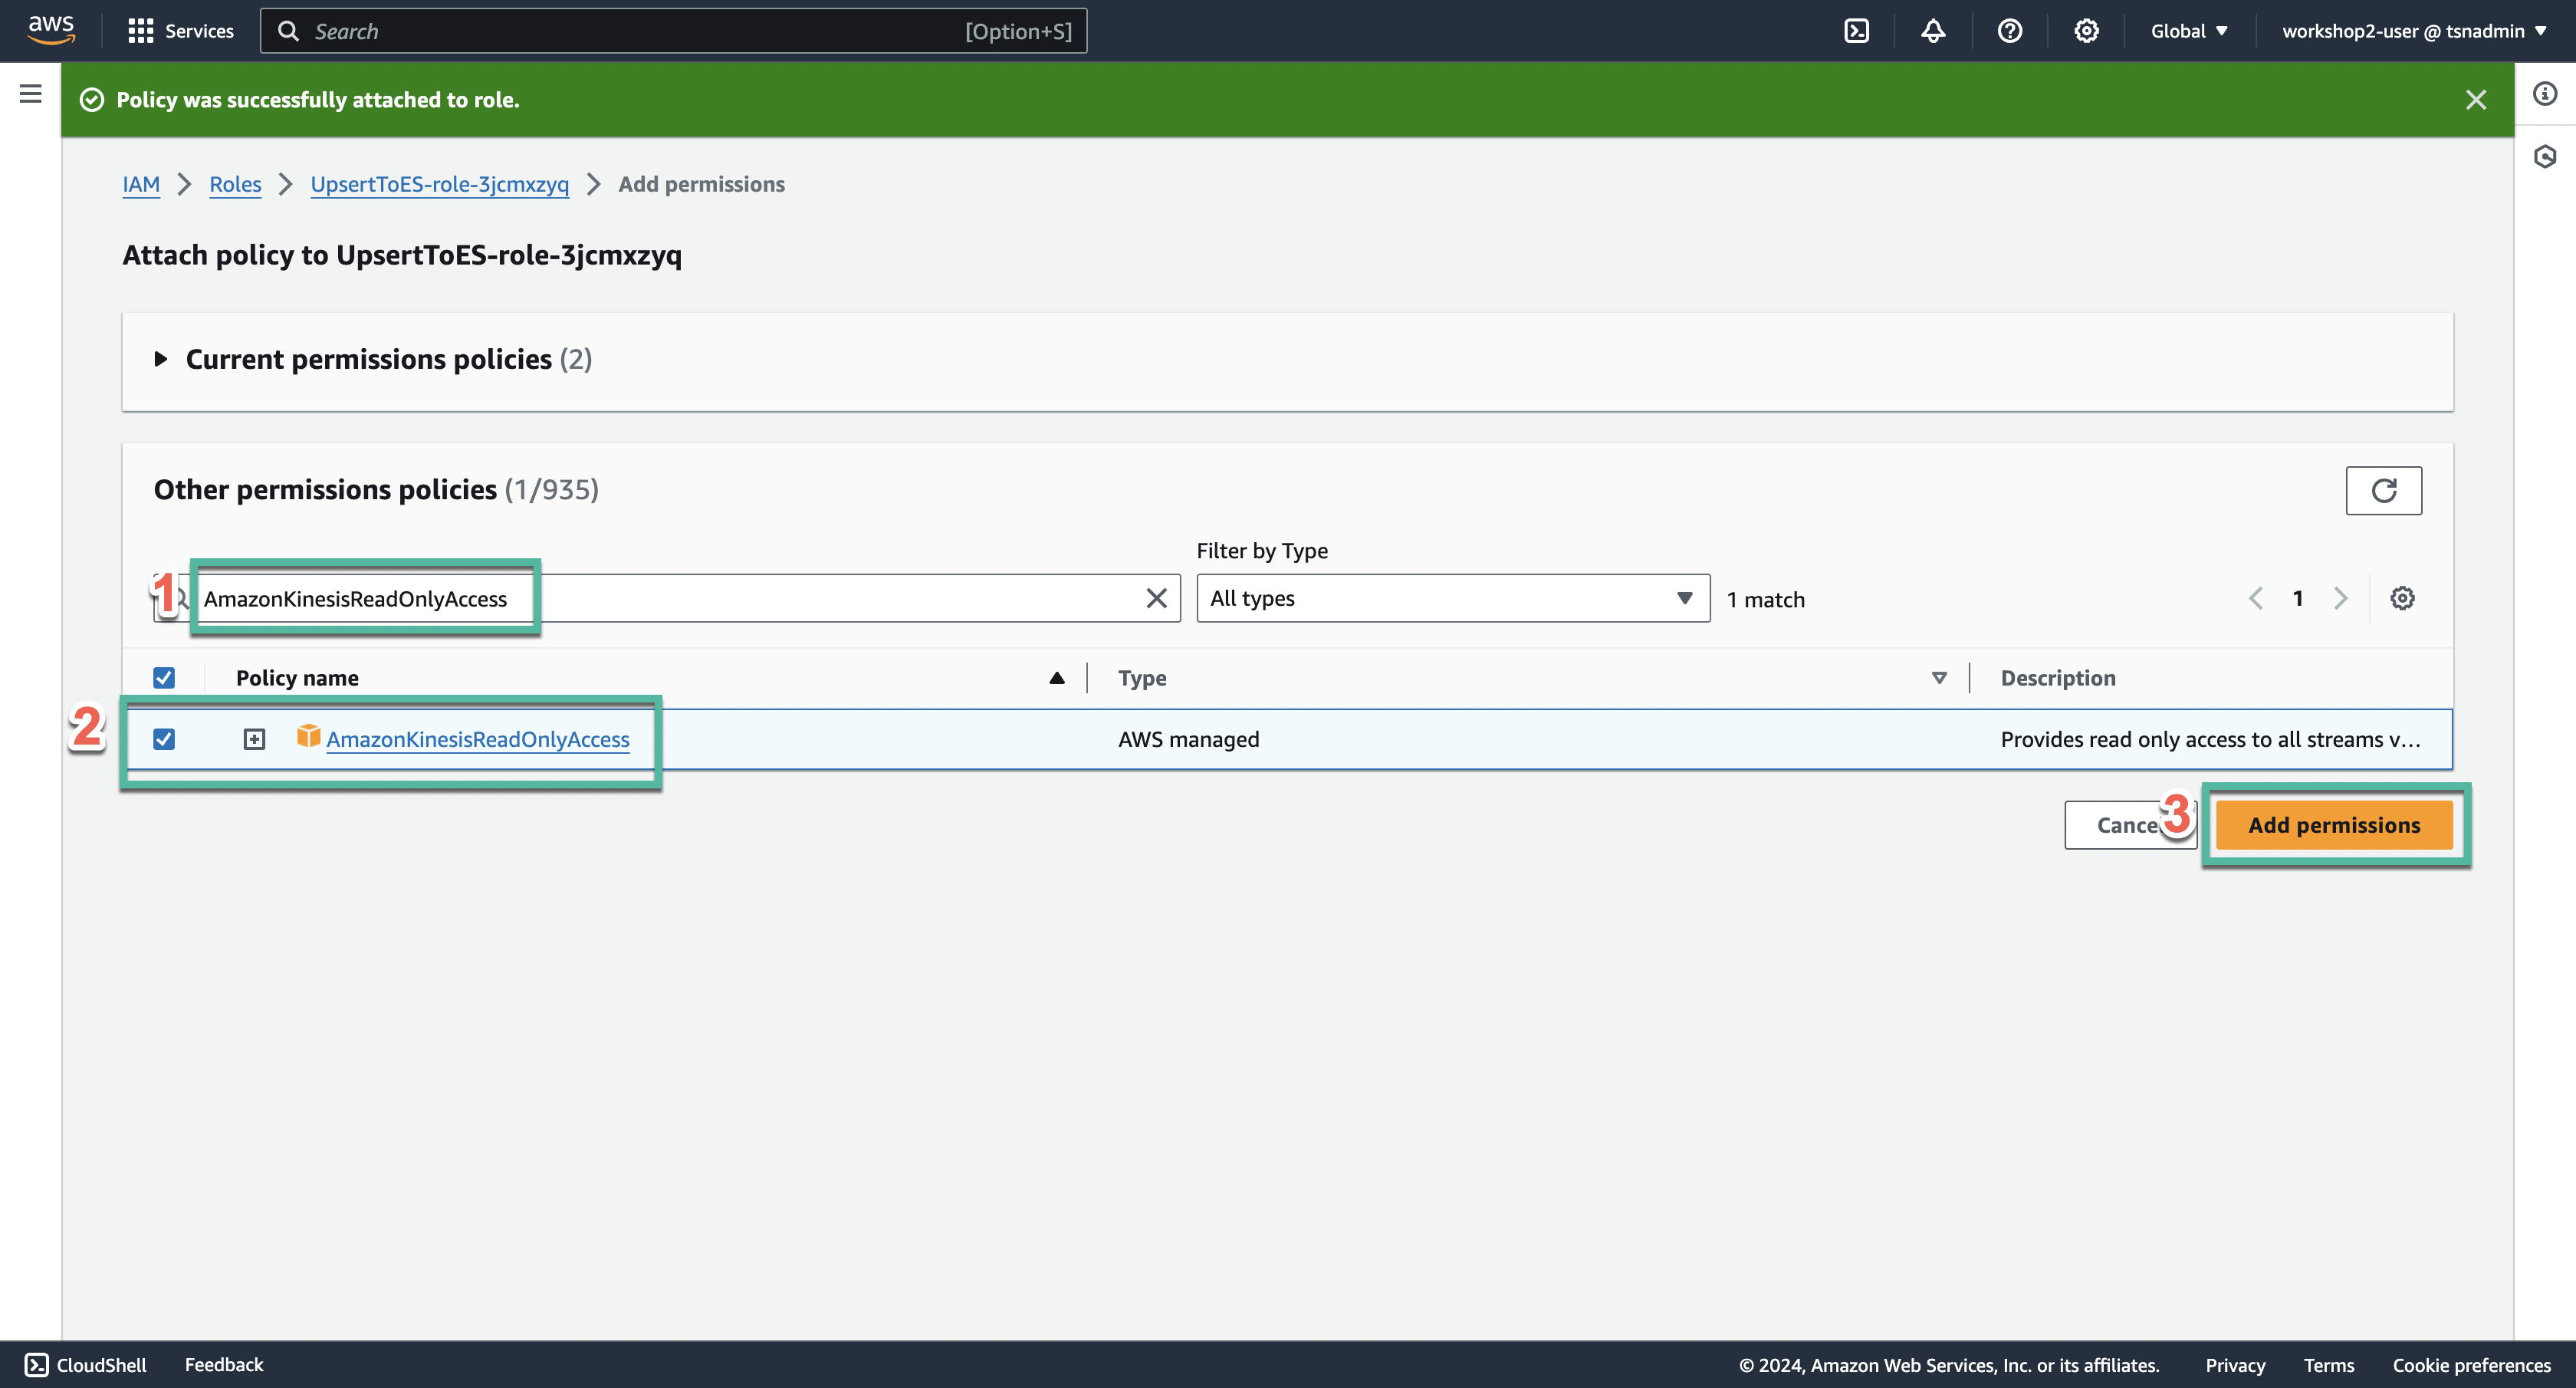 aws Services Search [Option+S] Global workshop2-user @ tsnadmin
Policy was successfully attached to role.
IAM Roles UpsertToES-role-3jcmxzyq Add permissions
Attach policy to UpsertToES-role-3jcmxzyq
Current permissions policies (2)
Other permissions policies (1/935)
Filter by Type
1 AmazonKinesisReadOnlyAccess All types 1 match 1
Policy name Type Description
2 AmazonKinesisReadOnlyAccess AWS managed Provides read only access to all streams v...
Cance 3 Add permissions
CloudShell Feedback © 2024, Amazon Web Services, Inc. or its affiliates. Privacy Terms Cookie preferences